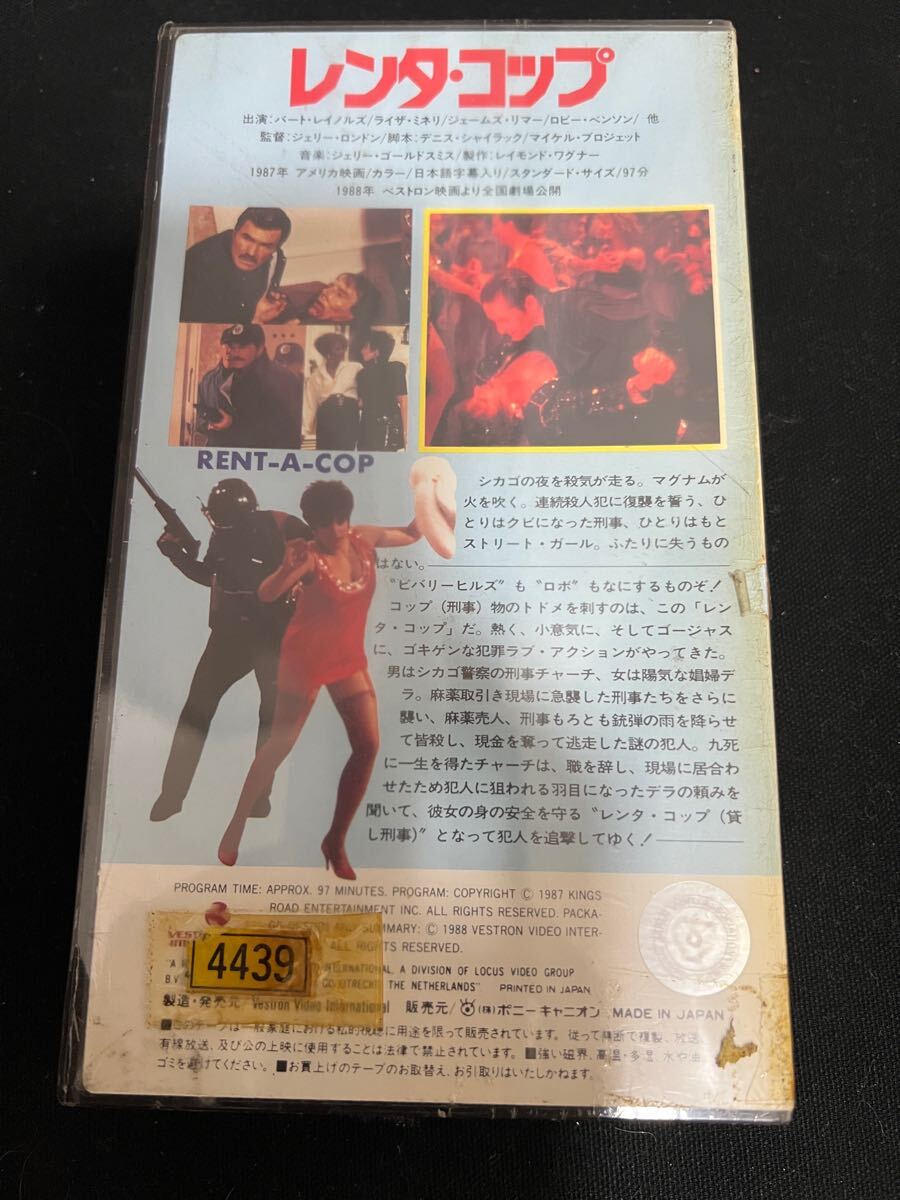 レンタ・コップ
出演:バート・レイノルズ/ライザ・ミネリ/ジェームズ・リマー/ロビー・ベンソン/他
監督:ジェリー・ロンドン/脚本:デニス・シャイラック/マイケル・ブロジェット
音楽:ジェリー・ゴールドスミス/製作:レイモンド・ワグナー
1987年 アメリカ映画/カラー/日本語字幕入り/スタンダード・サイズ/97分
1988年 ベストロン映画より全国劇場公開
RENT-A-COP
シカゴの夜を殺気が走る。マグナムが
火を吹く。連続殺人犯に復讐を誓う、ひ
とりはクビになった刑事、ひとりはもと
ストリート・ガール。ふたりに失うもの
はない。
“ビバリーヒルズ”も“ロボ”もなにするものぞ!
コップ(刑事)物のトドメを刺すのは、この「レン
タ・コップ」だ。熱く、小意気に、そしてゴージャス
に、ゴキゲンな犯罪ラブ・アクションがやってきた。
男はシカゴ警察の刑事チャーチ、女は陽気な娼婦デ
ラ。麻薬取引き現場に急襲した刑事たちをさらに
襲い、麻薬売人、刑事もろとも銃弾の雨を降らせ
て皆殺し、現金を奪って逃走した謎の犯人。九死
に一生を得たチャーチは、職を辞し、現場に居合わ
せたため犯人に狙われる羽目になったデラの頼みを
聞いて、彼女の身の安全を守る“レンタ・コップ(貸
し刑事)”となって犯人を追撃してゆく!
PROGRAM TIME: APPROX. 97 MINUTES. PROGRAM: COPYRIGHT © 1987 KINGS
ROAD ENTERTAINMENT INC. ALL RIGHTS RESERVED. PACKA-
SUMMARY: © 1988 VESTRON VIDEO INTER-
ALL RIGHTS RESERVED.
4439
INTERNATIONAL, A DIVISION OF LOCUS VIDEO GROUP
UTRECHT, THE NETHERLANDS" PRINTED IN JAPAN
製造・発売元/Vestron Video International 販売元/(株)ポニーキャニオン MADE IN JAPAN
■このテープは一般家庭における私的視聴に用途を限って販売されています。従って無断で複製、放送、
有線放送、及び公の上映に使用することは法律で禁止されています。■強い磁界、高温・多湿、水や油、
ゴミを避けてください。■お買上げのテープのお取替え、お引取りはいたしかねます。